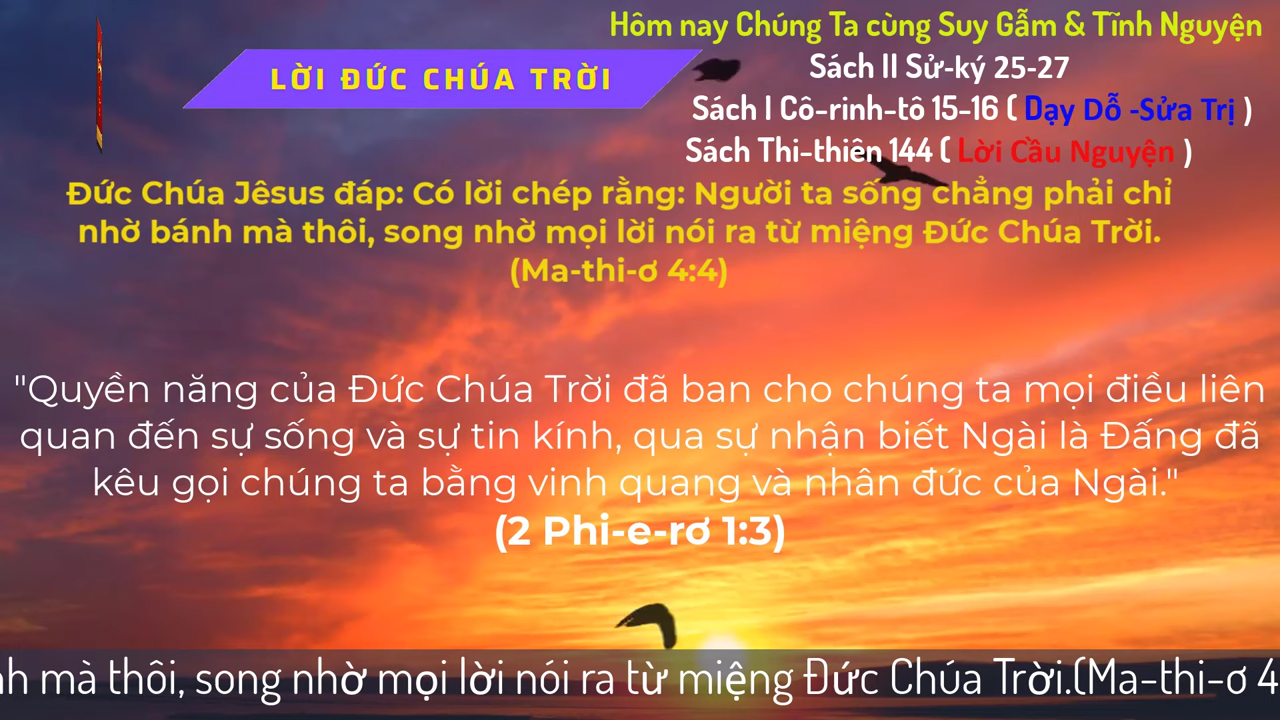 Hôm nay Chúng Ta cùng Suy Gẫm & Tĩnh Nguyện
LỜI ĐỨC CHÚA TRỜI
Sách II Sử-ký 25-27
Sách I Cô-rinh-tô 15-16 ( Dạy Dỗ -Sửa Trị )
Sách Thi-thiên 144 ( Lời Cầu Nguyện )
Đức Chúa Jêsus đáp: Có lời chép rằng: Người ta sống chẳng phải chỉ
nhờ bánh mà thôi, song nhờ mọi lời nói ra từ miệng Đức Chúa Trời.
(Ma-thi-ơ 4:4)
"Quyền năng của Đức Chúa Trời đã ban cho chúng ta mọi điều liên
quan đến sự sống và sự tin kính, qua sự nhận biết Ngài là Đấng đã
kêu gọi chúng ta bằng vinh quang và nhân đức của Ngài."
(2 Phi-e-rơ 1:3)
nh mà thôi, song nhờ mọi lời nói ra từ miệng Đức Chúa Trời.(Ma-thi-ơ 4